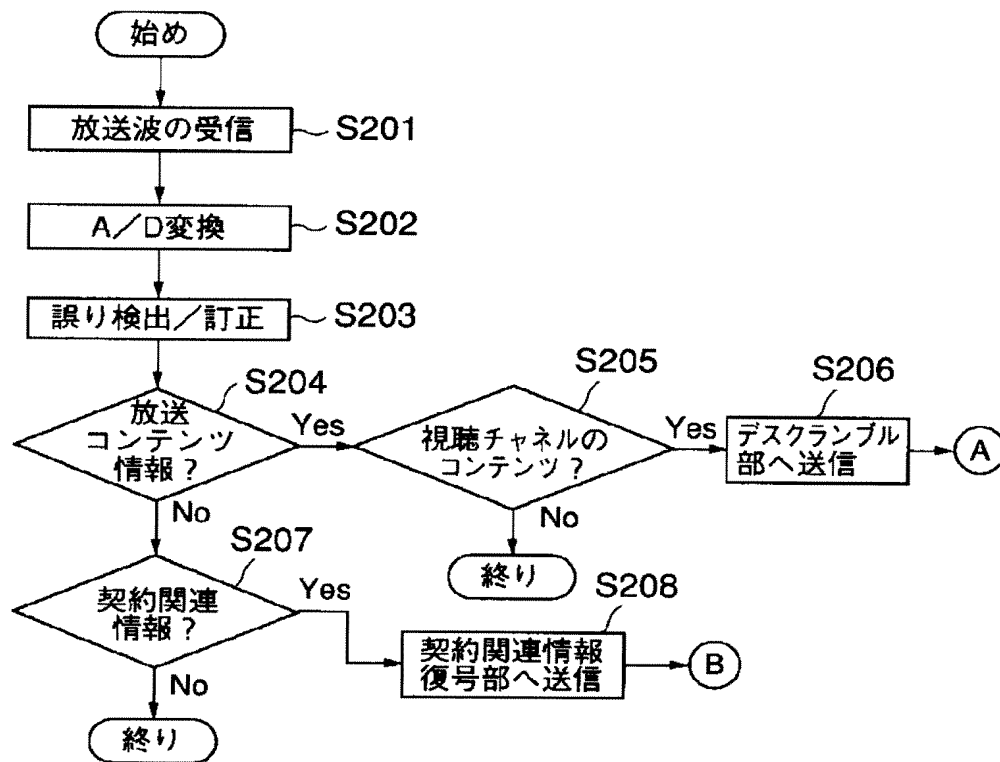 始め
放送波の受信
S201
A／D変換
S202
誤り検出／訂正
S203
S204
放送
コンテンツ
情報？
Yes
No
S205
視聴チャネルの
コンテンツ？
Yes
No
終り
S206
デスクランブル
部へ送信
A
S207
契約関連
情報？
Yes
No
終り
S208
契約関連情報
復号部へ送信
B